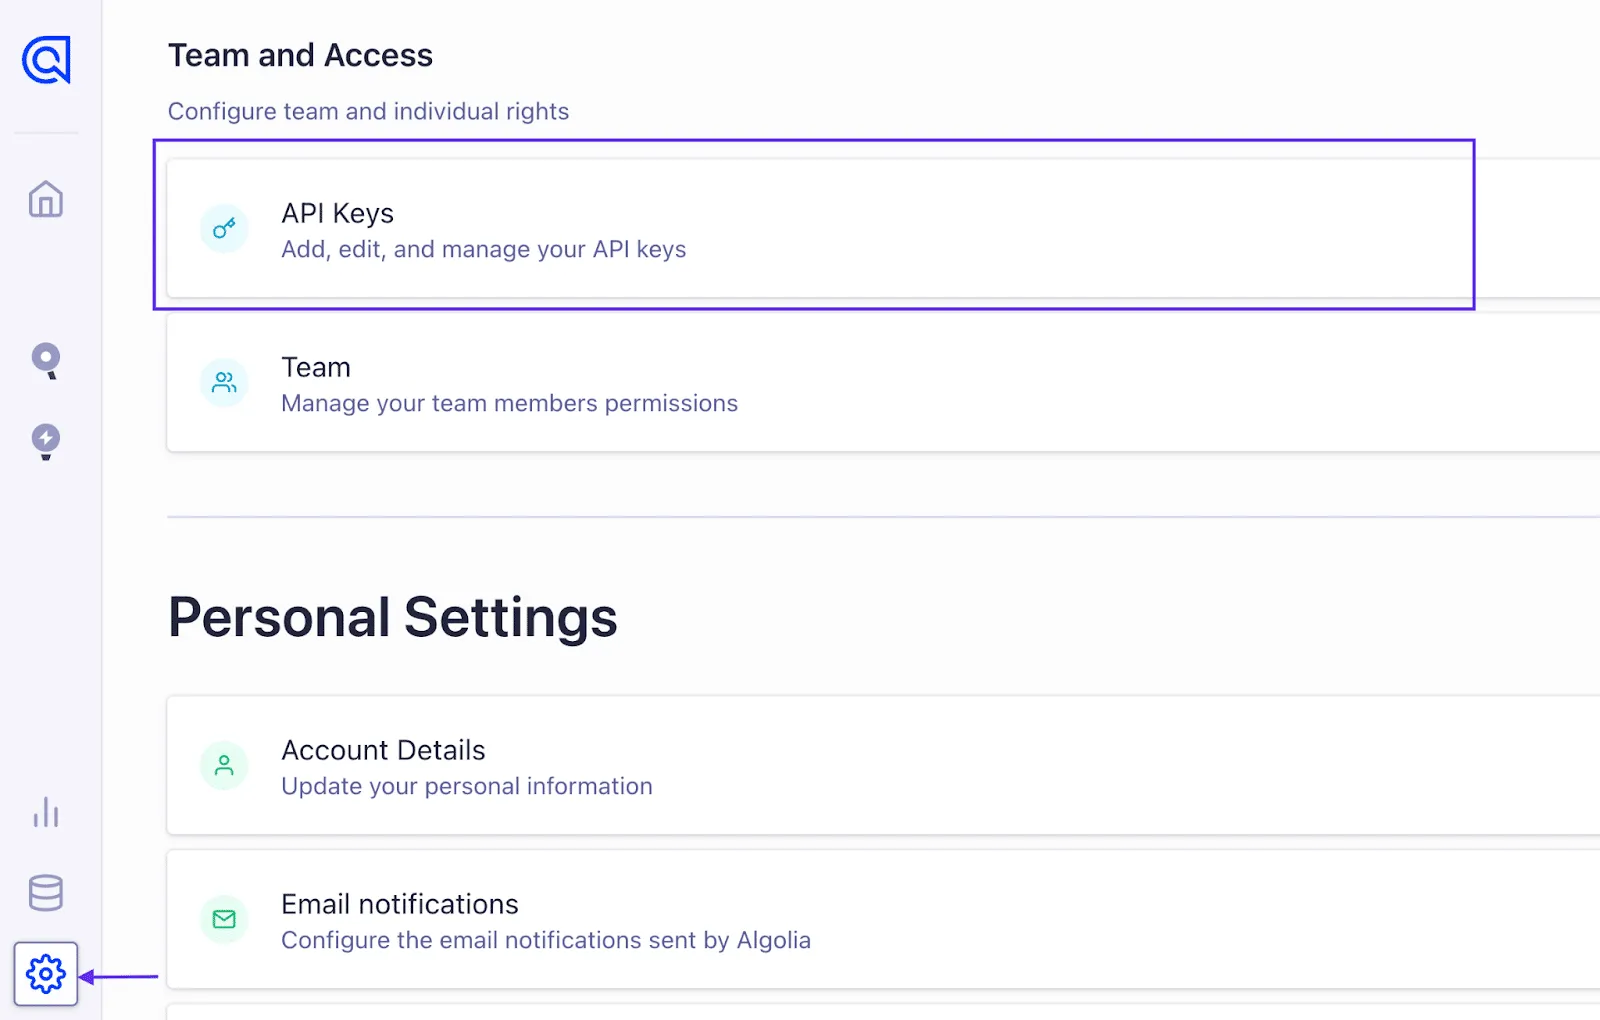 Team and Access
Configure team and individual rights
API Keys
Add, edit, and manage your API keys
Team
Manage your team members permissions
Personal Settings
Account Details
Update your personal information
Email notifications
Configure the email notifications sent by Algolia